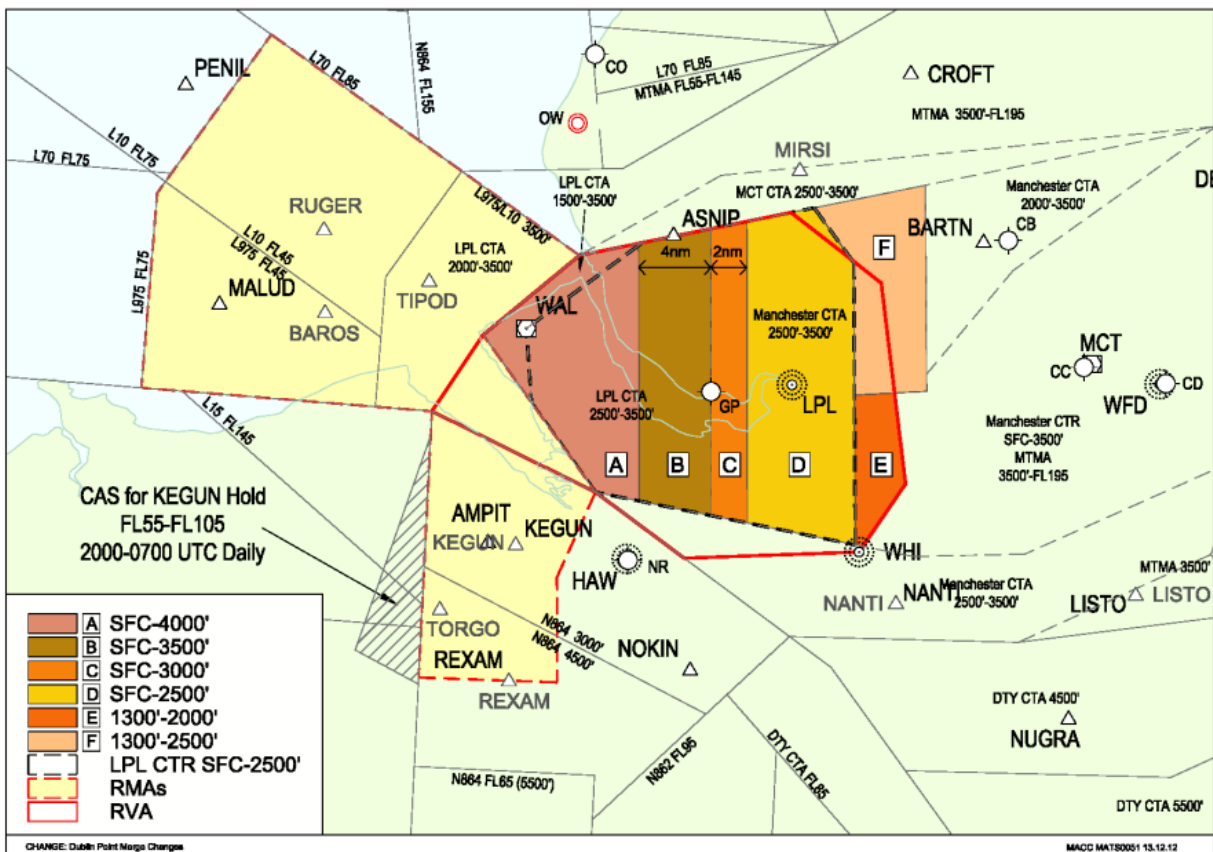 PENIL
L70 FL85
N864 FL155
CO
L70 FL85
MTMA FL55-FL145
CROFT
MTMA 3500'-FL195
OW
L10 FL75
L70 FL75
MIRSI
LPL CTA
1500'-3500'
MCT CTA 2500'-3500'
Manchester CTA
2000'-3500'
DE
RUGER
L975/L10 3500'
ASNIP
BARTN
CB
F
4nm
2nm
L10 FL45
L975 FL45
LPL CTA
2000'-3500'
L975 FL75
MALUD
BAROS
TIPOD
WAL
Manchester CTA
2500'-3500'
MCT
CC
CD
WFD
LPL CTA
2500'-3500'
GP
LPL
L15 FL145
Manchester CTR
SFC-3500'
MTMA
3500'-FL195
A
B
C
D
E
CAS for KEGUN Hold
FL55-FL105
2000-0700 UTC Daily
AMPIT
KEGUN
KEGUN
HAW
NR
WHI
NANTI
NANTI
Manchester CTA
2500'-3500'
MTMA 3500'
LISTO
LISTO
TORGO
N864 3000'
N864 4500'
REXAM
REXAM
NOKIN
DTY CTA 4500'
NUGRA
N864 FL65 (5500')
N862 FL95
DTY CTA FL85
DTY CTA 5500'
A SFC-4000'
B SFC-3500'
C SFC-3000'
D SFC-2500'
E 1300'-2000'
F 1300'-2500'
LPL CTR SFC-2500'
RMAs
RVA
CHANGE: Dublin Point Merge Changes
MACC MATS0051 13.12.12